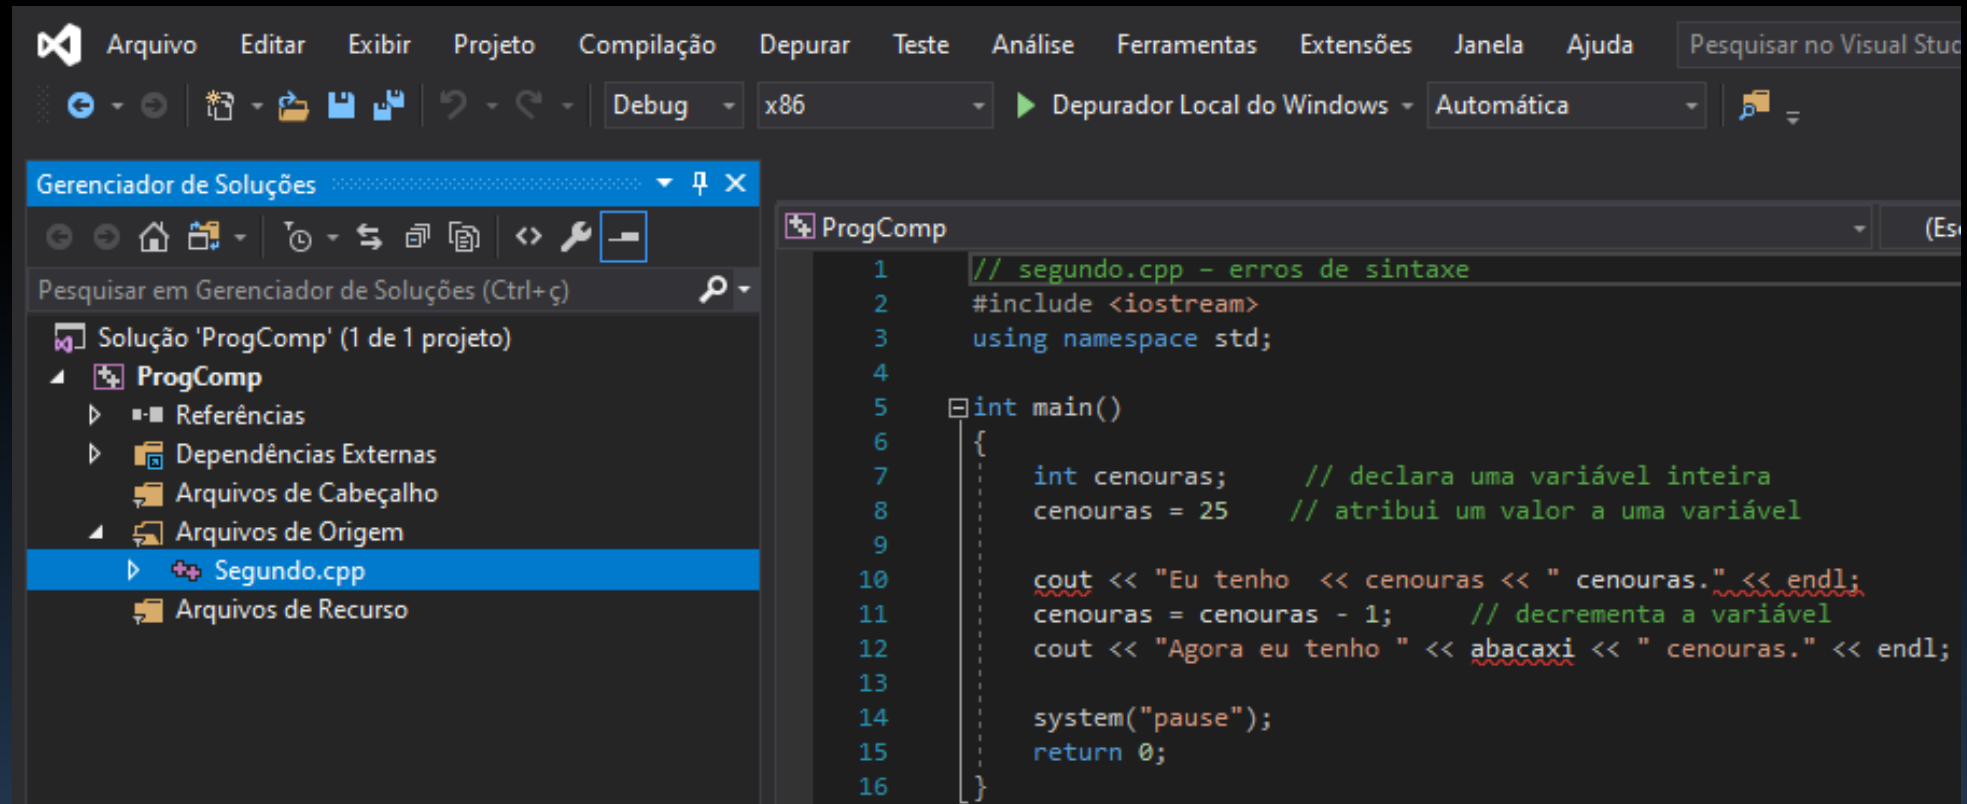 Arquivo Editar Exibir Projeto Compilação Depurar Teste Análise Ferramentas Extensões Janela Ajuda Pesquisar no Visual Stud
Debug x86 Depurador Local do Windows Automática
Gerenciador de Soluções
Pesquisar em Gerenciador de Soluções (Ctrl+ç)
Solução 'ProgComp' (1 de 1 projeto)
ProgComp
Referências
Dependências Externas
Arquivos de Cabeçalho
Arquivos de Origem
Segundo.cpp
Arquivos de Recurso
ProgComp (Es
1 // segundo.cpp – erros de sintaxe
2 #include <iostream>
3 using namespace std;
4
5 int main()
6 {
7 int cenouras; // declara uma variável inteira
8 cenouras = 25 // atribui um valor a uma variável
9
10 cout << "Eu tenho  << cenouras << " cenouras." << endl;
11 cenouras = cenouras - 1; // decrementa a variável
12 cout << "Agora eu tenho " << abacaxi << " cenouras." << endl;
13
14 system("pause");
15 return 0;
16 }